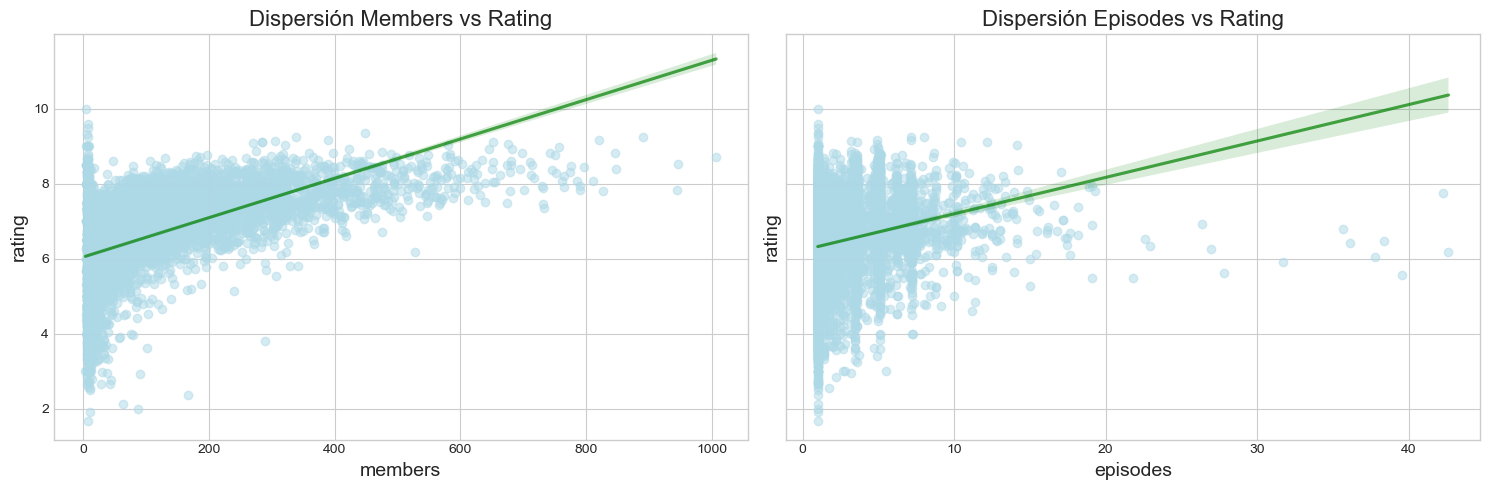 Dispersión Members vs Rating
rating
10
8
6
4
2
0
200
400
600
800
1000
members
Dispersión Episodes vs Rating
rating
0
10
20
30
40
episodes